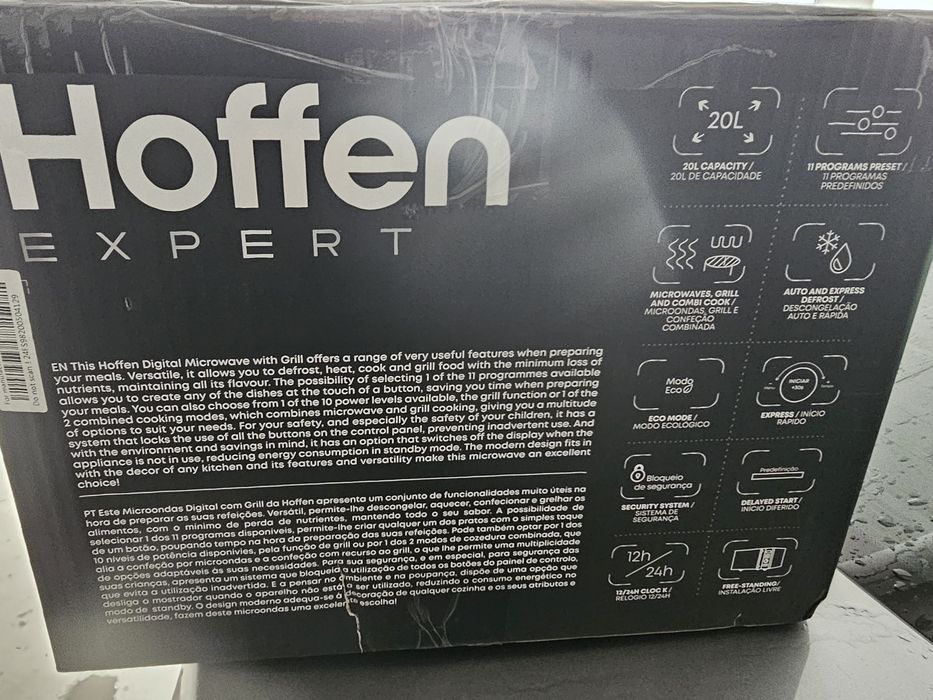 Hoffen
EXPERT
20L
20L CAPACITY /
20L DE CAPACIDADE
11 PROGRAMS PRESET /
11 PROGRAMAS
PREDEFINIDOS
MICROWAVES, GRILL
AND COMBI COOK /
MICROONDAS, GRILL E
CONFEÇÃO
COMBINADA
AUTO AND EXPRESS
DEFROST /
DESCONGELAÇÃO
AUTO E RÁPIDA
Modo
Eco
ECO MODE /
MODO ECOLÓGICO
INICIAR
+30s
EXPRESS / INÍCIO
RÁPIDO
Bloqueio
de segurança
SECURITY SYSTEM /
SISTEMA DE
SEGURANÇA
Predefinição
DELAYED START /
INÍCIO DIFERIDO
12h
24h
12/24H CLOC K /
RELOGIO 12/24H
FREE-STANDING /
INSTALAÇÃO LIVRE
Do not scan
EN This Hoffen Digital Microwave with Grill offers a range of very useful features when preparing
your meals. Versatile, it allows you to defrost, heat, cook and grill food with the minimum loss of
nutrients, maintaining all its flavour. The possibility of selecting 1 of the 11 programmes available
allows you to create any of the dishes at the touch of a button, saving you time when preparing
your meals. You can also choose from 1 of the 10 power levels available, the grill function or 1 of the
2 combined cooking modes, which combines microwave and grill cooking, giving you a multitude
of options to suit your needs. For your safety, and especially the safety of your children, it has a
system that locks the use of all the buttons on the control panel, preventing inadvertent use. And
with the environment and savings in mind, it has an option that switches off the display when the
appliance is not in use, reducing energy consumption in standby mode. The modern design fits in
with the decor of any kitchen and its features and versatility make this microwave an excellent
choice!
PT Este Microondas Digital com Grill da Hoffen apresenta um conjunto de funcionalidades muito úteis na
hora de preparar as suas refeições. Versátil, permite-lhe descongelar, aquecer, confecionar e grelhar os
alimentos, com o mínimo de perda de nutrientes, mantendo todo o seu sabor. A possibilidade de
selecionar 1 dos 11 programas disponíveis, permite-lhe criar qualquer um dos pratos com o simples toque
de um botão, poupando tempo na hora da preparação das suas refeições. Pode também optar por 1 dos
10 níveis de potência disponíveis, pela função de grill ou por 1 dos 2 modos de cozedura combinada, que
alia a confeção por microondas e a confeção com recurso ao grill, o que lhe permite uma multiplicidade
de opções adaptáveis às suas necessidades. Para sua segurança, e em especial, para segurança das
suas crianças, apresenta um sistema que bloqueia a utilização de todos os botões do painel de controlo,
que evita a utilização inadvertida. E a pensar no ambiente e na poupança, dispõe de uma opção que
desliga o mostrador quando o aparelho não está a ser utilizado, reduzindo o consumo energético no
modo de standby. O design moderno adequa-se à decoração de qualquer cozinha e os seus atributos e
versatilidade, fazem deste microondas uma excelente escolha!